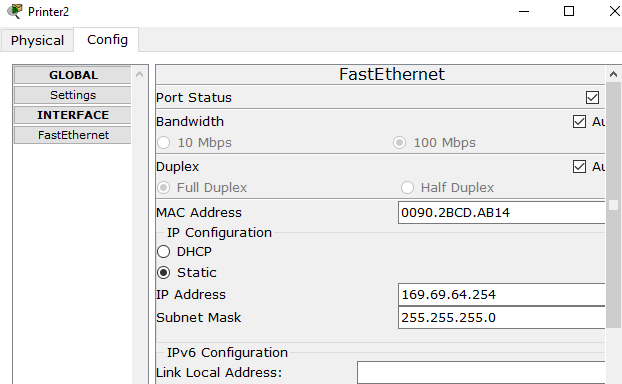 Printer2
Physical Config
GLOBAL
Settings
INTERFACE
FastEthernet
FastEthernet
Port Status
Bandwidth Au
10 Mbps 100 Mbps
Duplex Au
Full Duplex Half Duplex
MAC Address 0090.2BCD.AB14
IP Configuration
DHCP
Static
IP Address 169.69.64.254
Subnet Mask 255.255.255.0
IPv6 Configuration
Link Local Address: